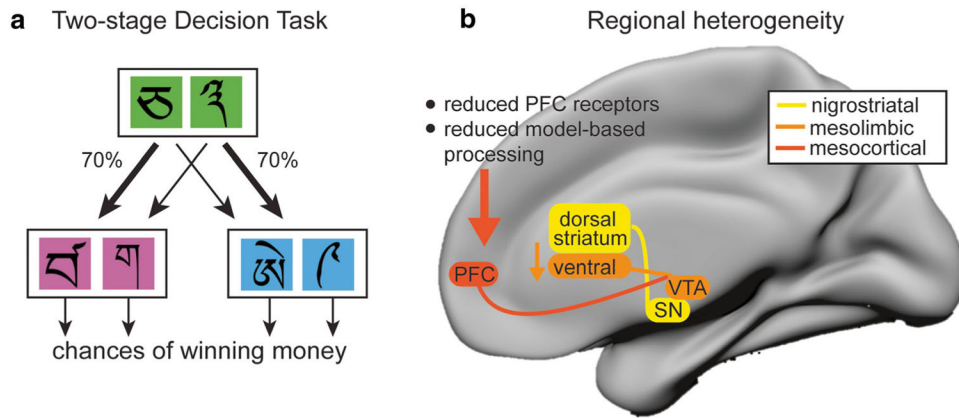 a Two-stage Decision Task
70% 70%
chances of winning money
b Regional heterogeneity
• reduced PFC receptors
• reduced model-based
processing
nigrostriatal
mesolimbic
mesocortical
dorsal
striatum
ventral
PFC
VTA
SN